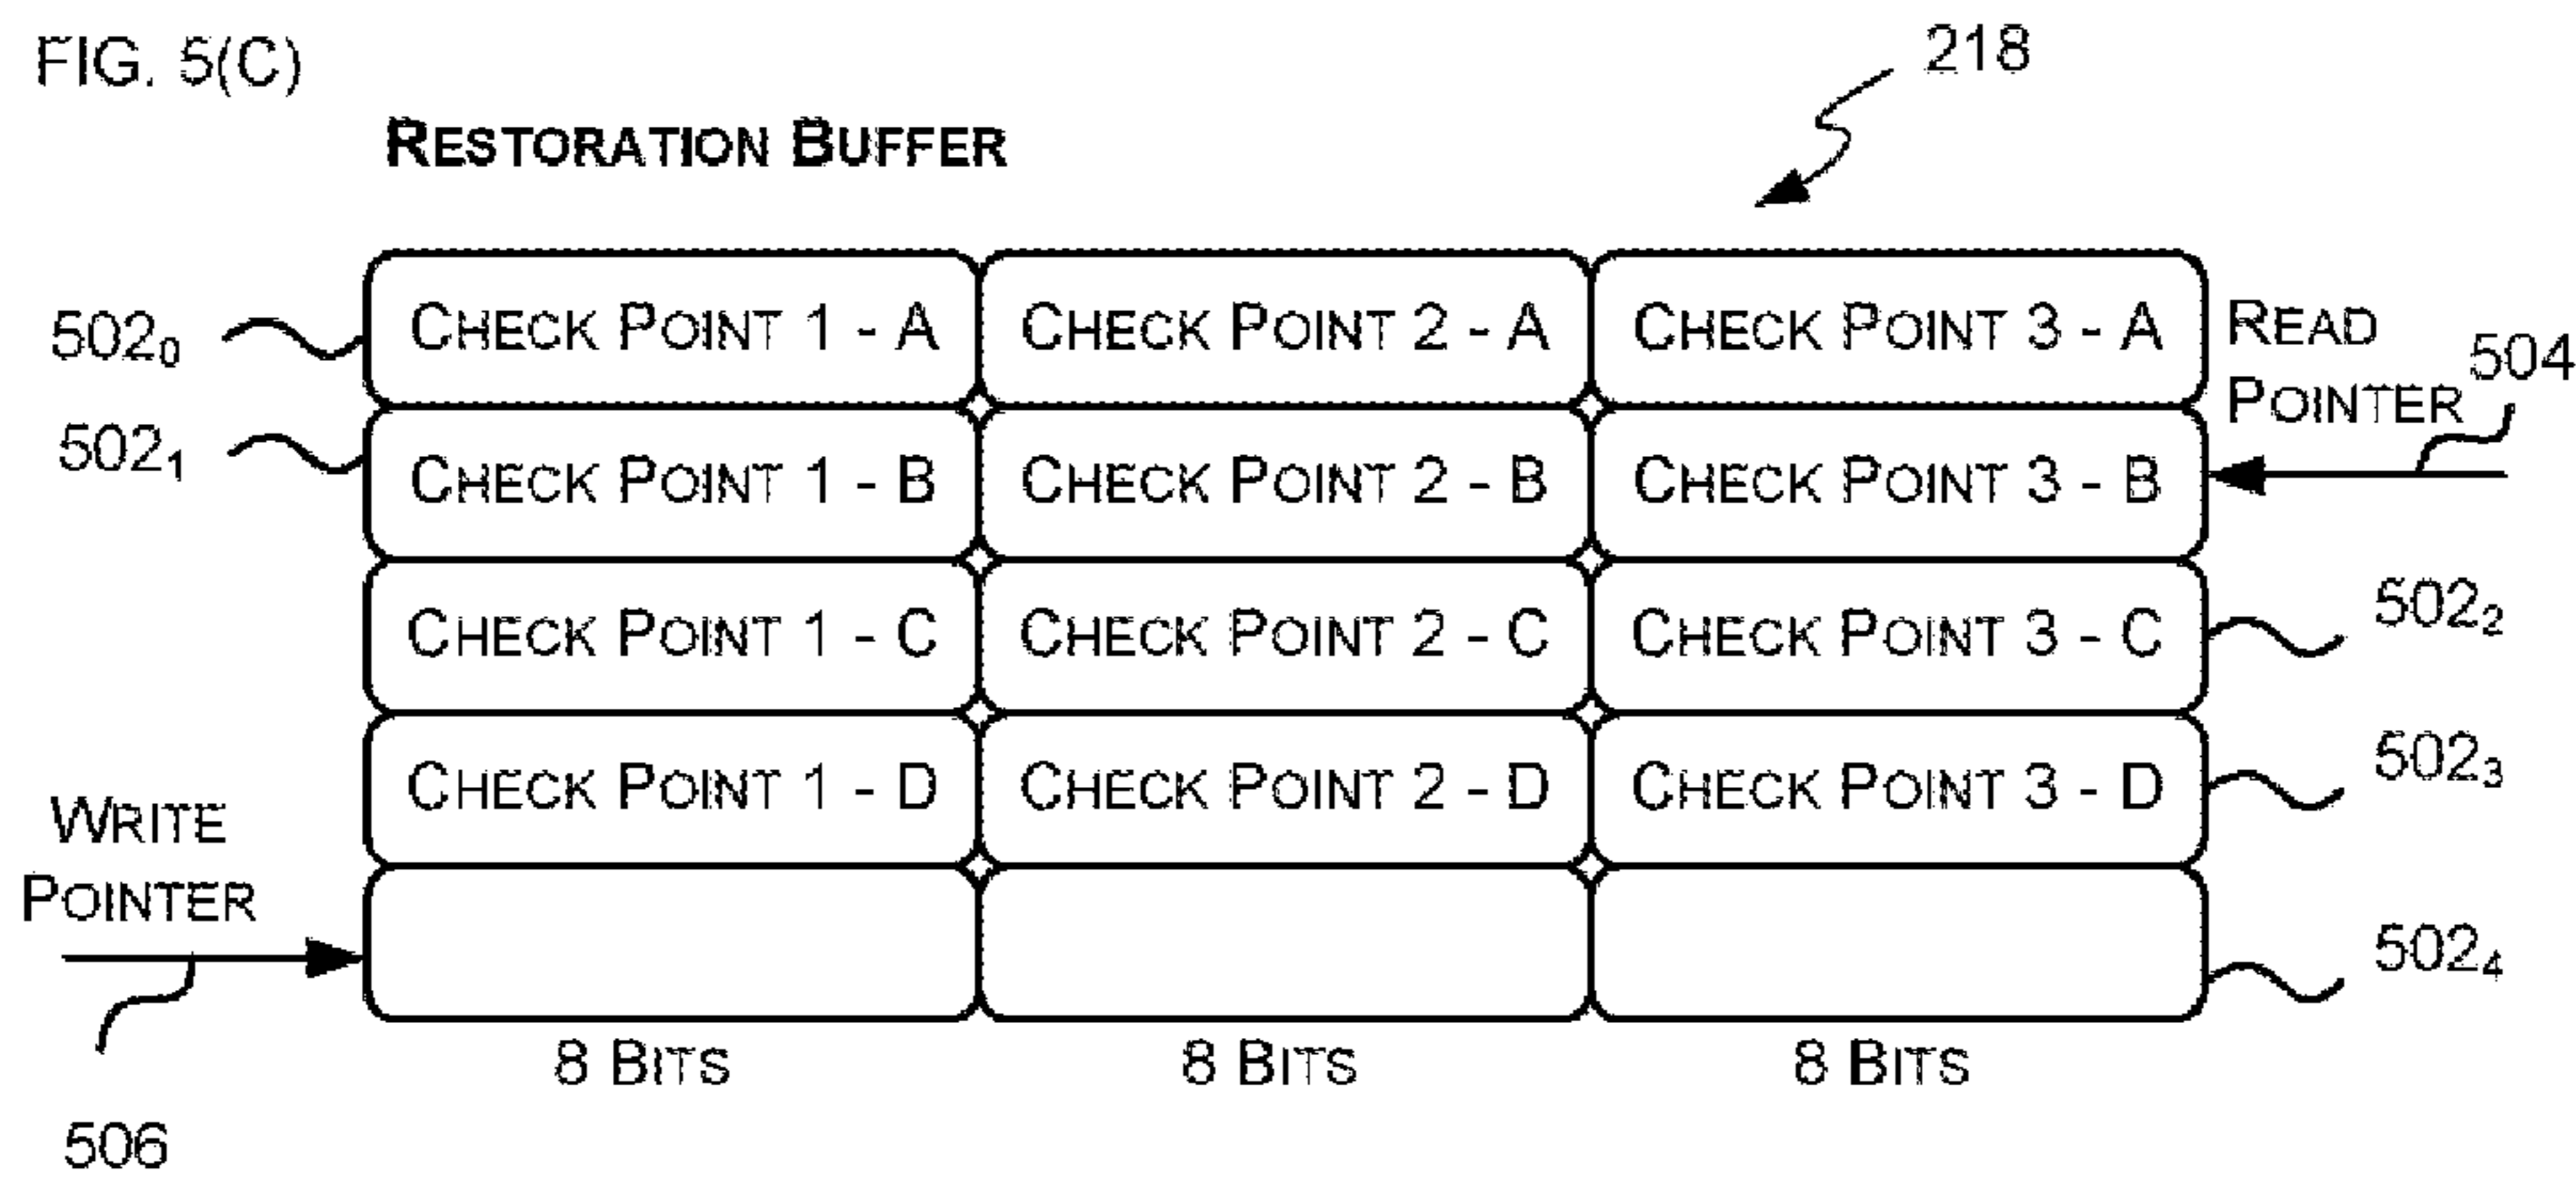 FIG. 5(C)
218
RESTORATION BUFFER
502₀ CHECK POINT 1 - A CHECK POINT 2 - A CHECK POINT 3 - A READ
POINTER 504
502₁ CHECK POINT 1 - B CHECK POINT 2 - B CHECK POINT 3 - B
CHECK POINT 1 - C CHECK POINT 2 - C CHECK POINT 3 - C 502₂
CHECK POINT 1 - D CHECK POINT 2 - D CHECK POINT 3 - D 502₃
WRITE
POINTER
502₄
8 BITS 8 BITS 8 BITS
506